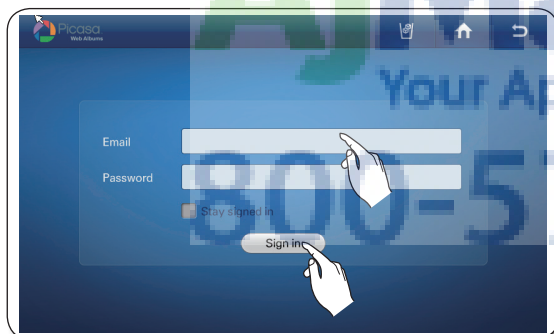 Picasa
Web Albums
Your Ap
Email
Password
800-5
Stay signed in
Sign in